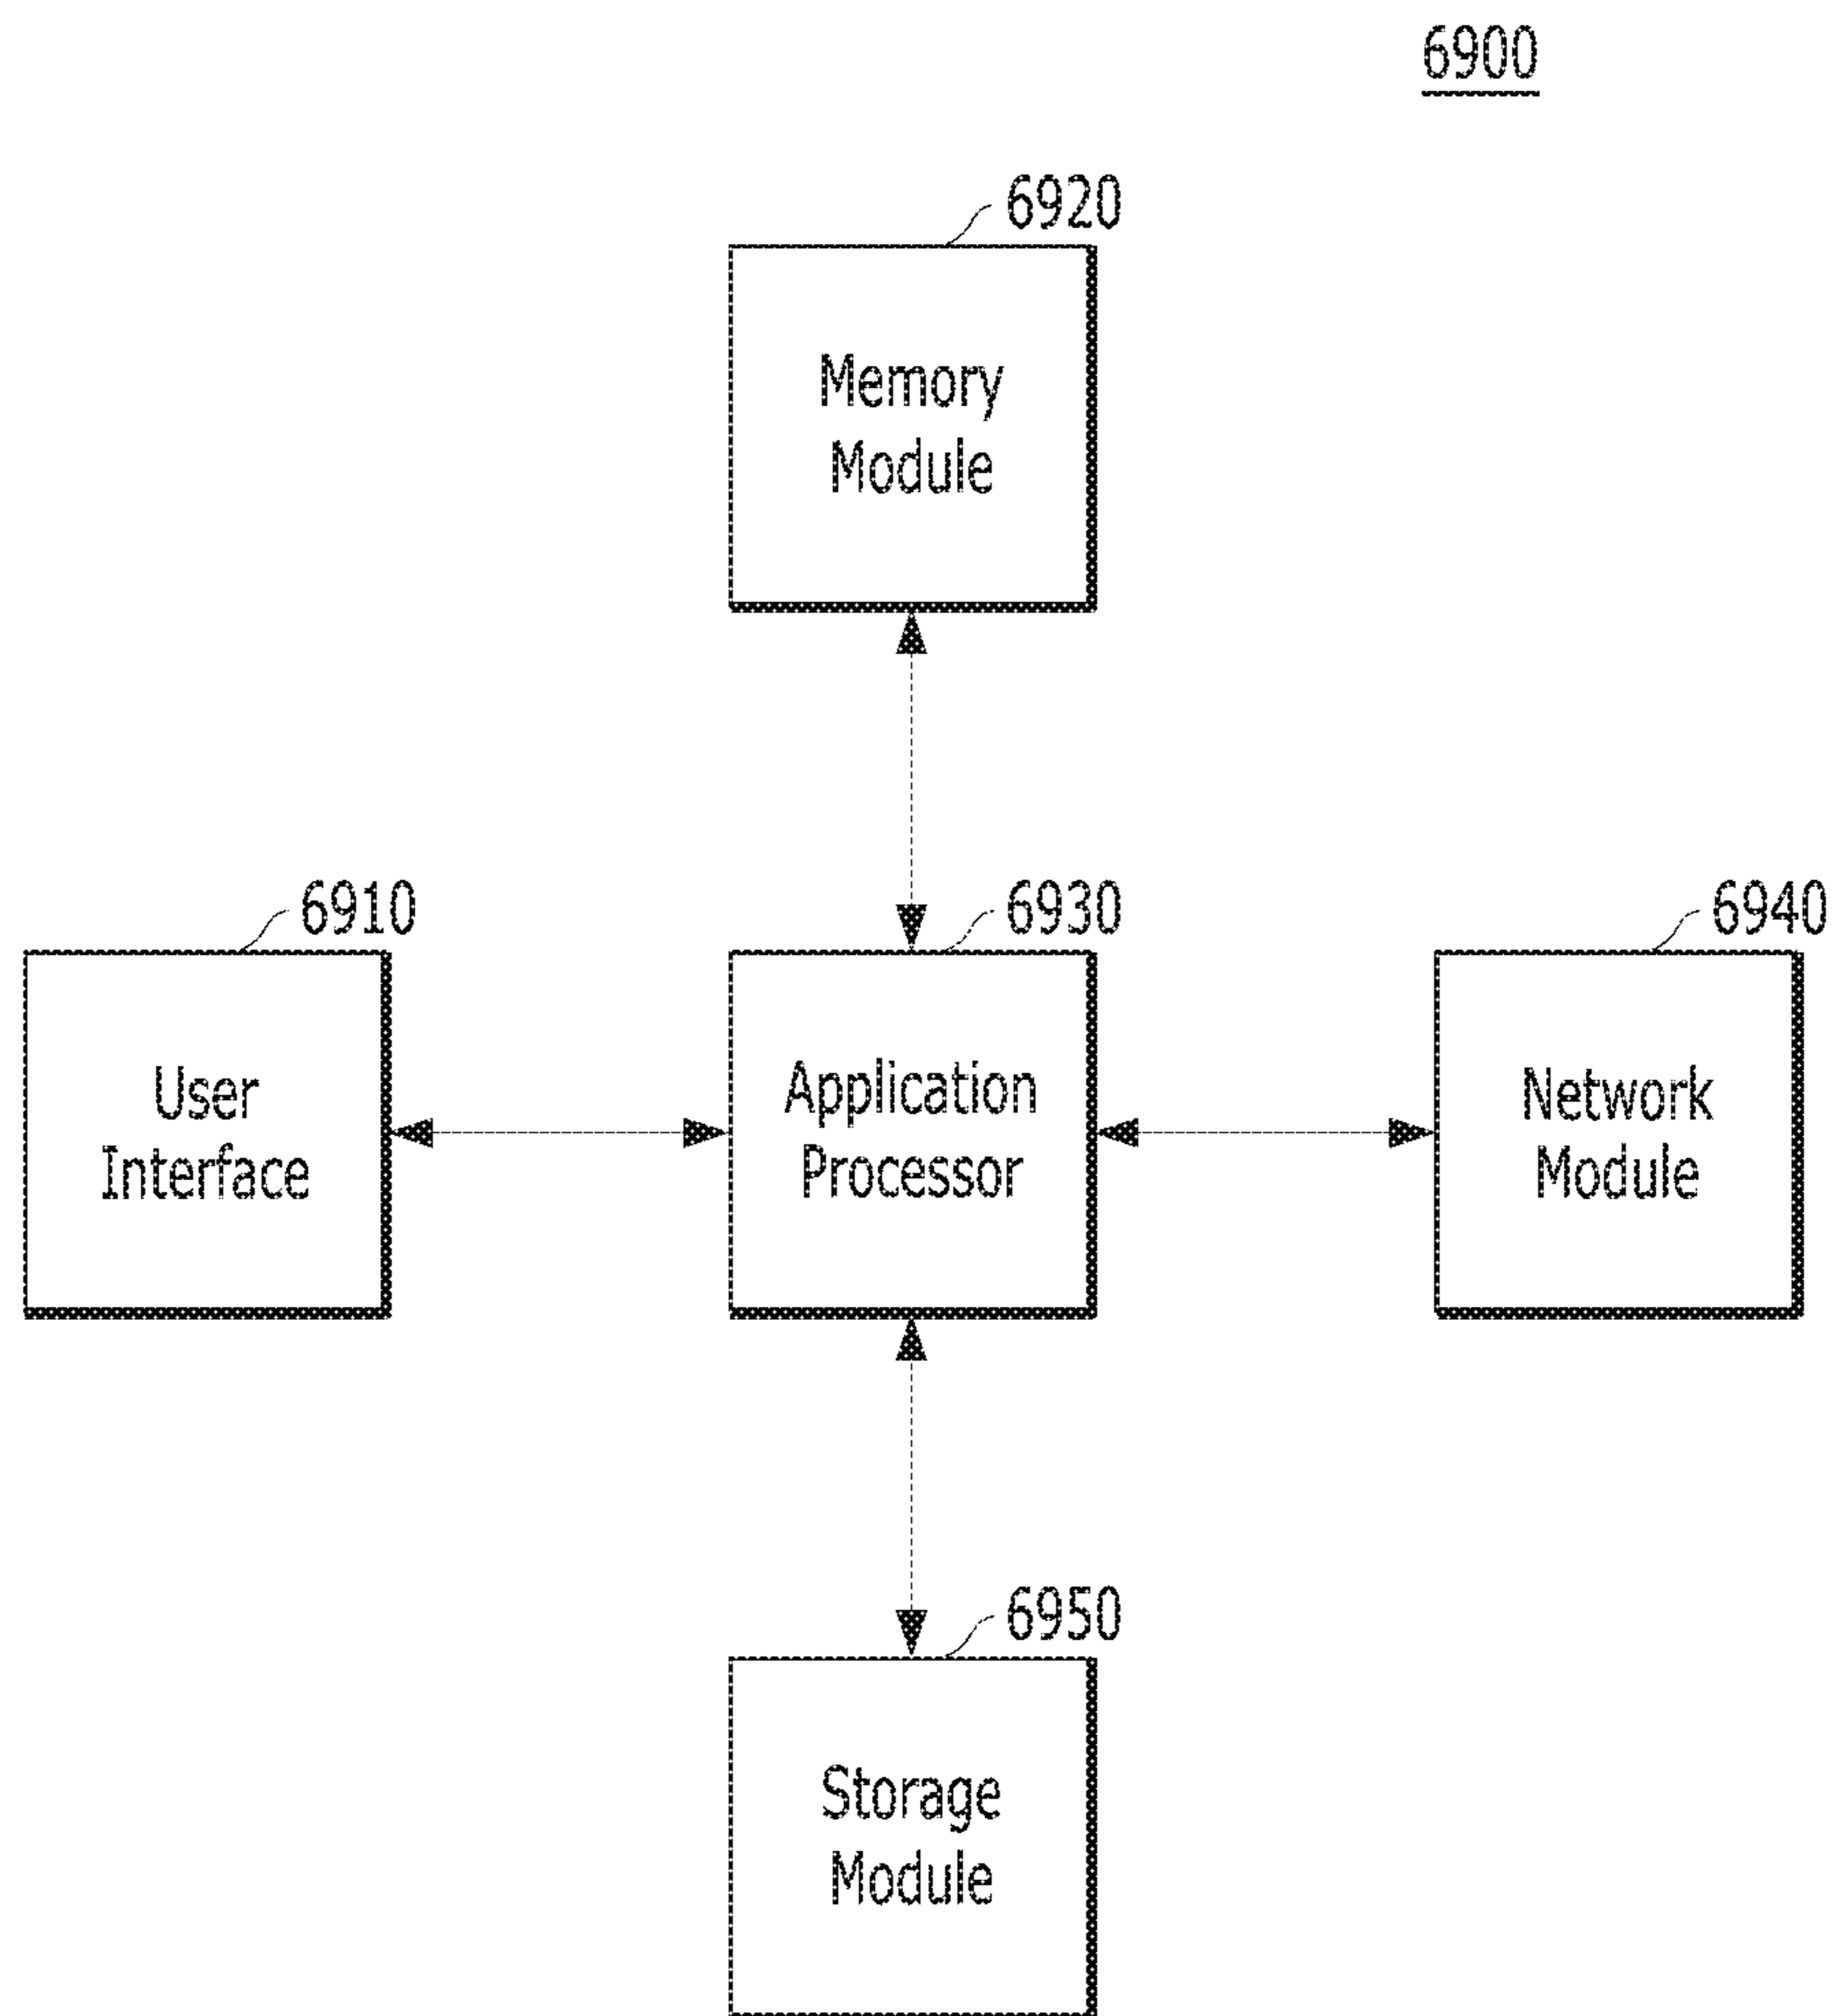 6900
6920
Memory
Module
6910
6930
6940
User
Interface
Application
Processor
Network
Module
6950
Storage
Module